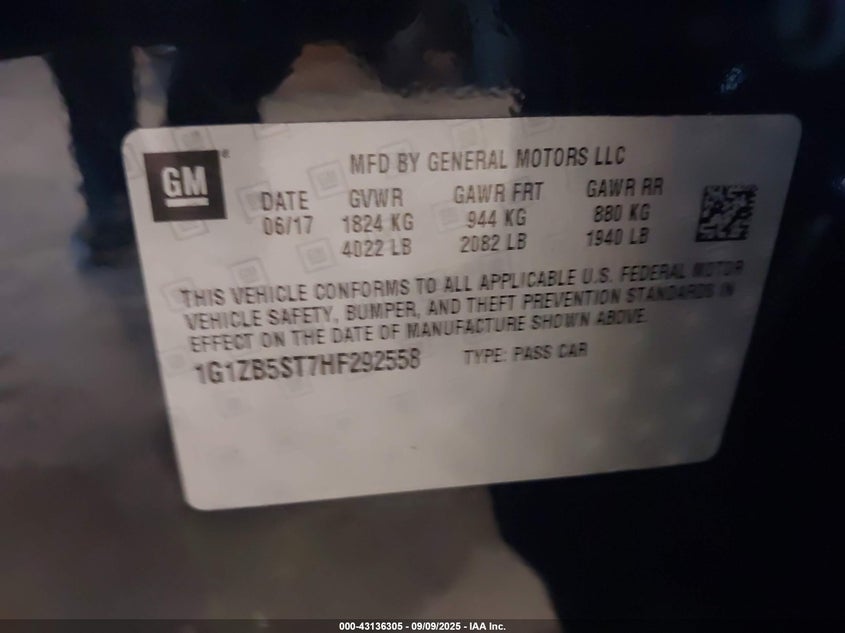 GM ®
MFD BY GENERAL MOTORS LLC
DATE GVWR GAWR FRT GAWR RR
06/17 1824 KG 944 KG 880 KG
4022 LB 2082 LB 1940 LB
THIS VEHICLE CONFORMS TO ALL APPLICABLE U.S. FEDERAL MOTOR
VEHICLE SAFETY, BUMPER, AND THEFT PREVENTION STANDARDS IN
EFFECT ON THE DATE OF MANUFACTURE SHOWN ABOVE.
1G1ZB5ST7HF292558 TYPE: PASS CAR
000-43136305 - 09/09/2025 - IAA Inc.